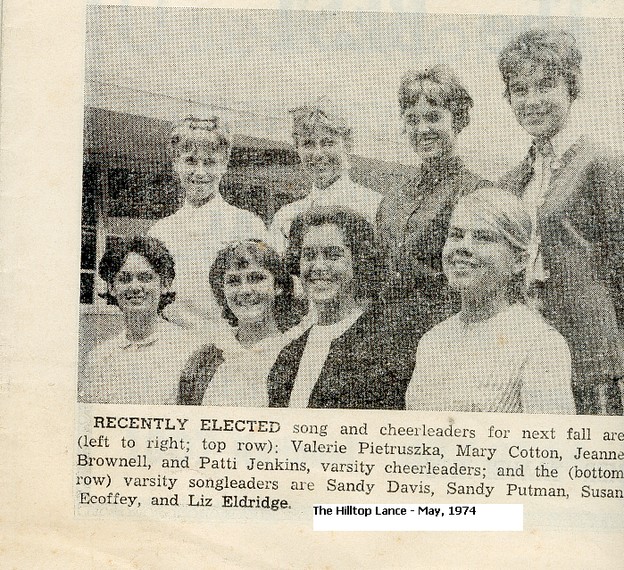 RECENTLY ELECTED song and cheerleaders for next fall are
(left to right; top row): Valerie Pietruszka, Mary Cotton, Jeanne
Brownell, and Patti Jenkins, varsity cheerleaders; and the (bottom
row) varsity songleaders are Sandy Davis, Sandy Putman, Susan
Ecoffey, and Liz Eldridge.
The Hilltop Lance - May, 1974